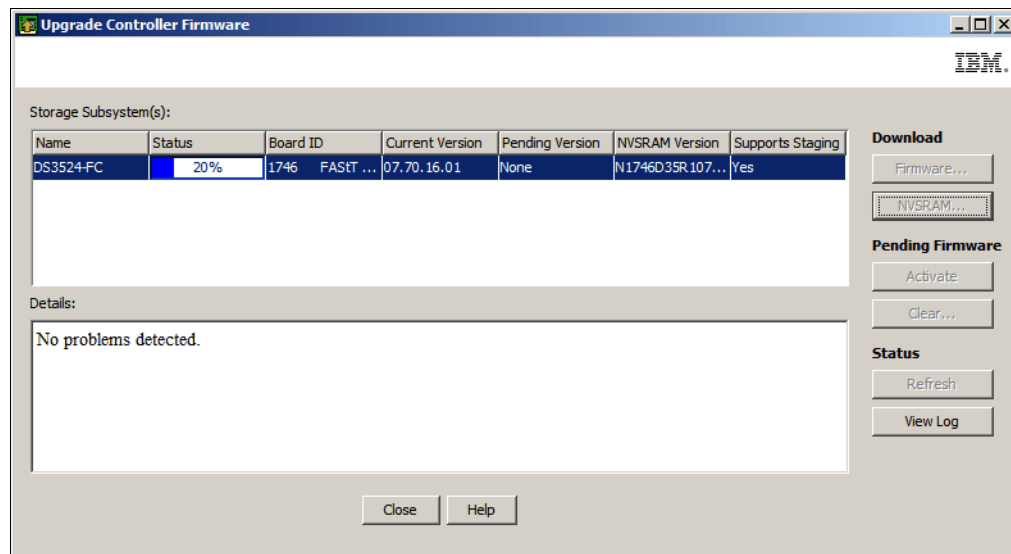 Upgrade Controller Firmware
IBM.
Storage Subsystem(s):
Name Status Board ID Current Version Pending Version NVSRAM Version Supports Staging
DS3524-FC 20% 1746 FAStT ... 07.70.16.01 None N1746D35R107... Yes
Download
Firmware...
NVSRAM...
Pending Firmware
Activate
Clear...
Details:
No problems detected.
Status
Refresh
View Log
Close Help